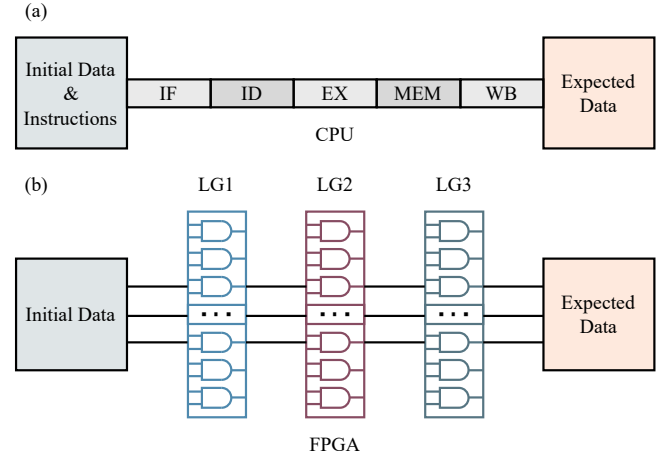 (a)
Initial Data
&
Instructions
IF ID EX MEM WB
CPU
Expected
Data
(b)
LG1 LG2 LG3
Initial Data
...
...
...
Expected
Data
FPGA